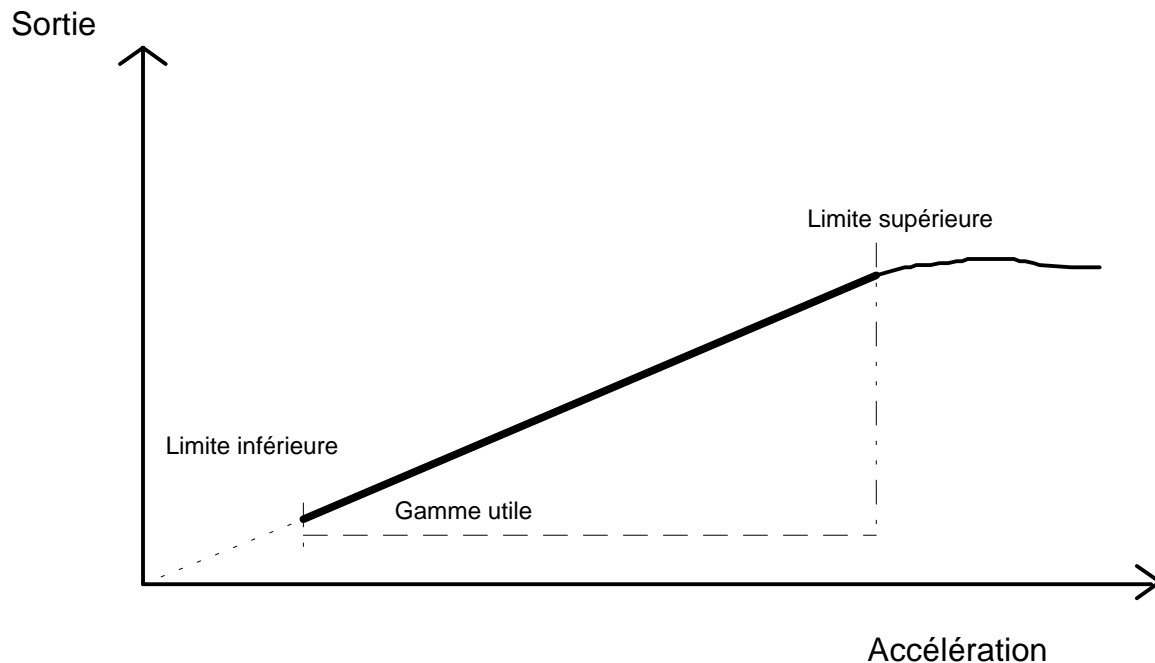 Sortie
Limite supérieure
Limite inférieure
Gamme utile
Accélération